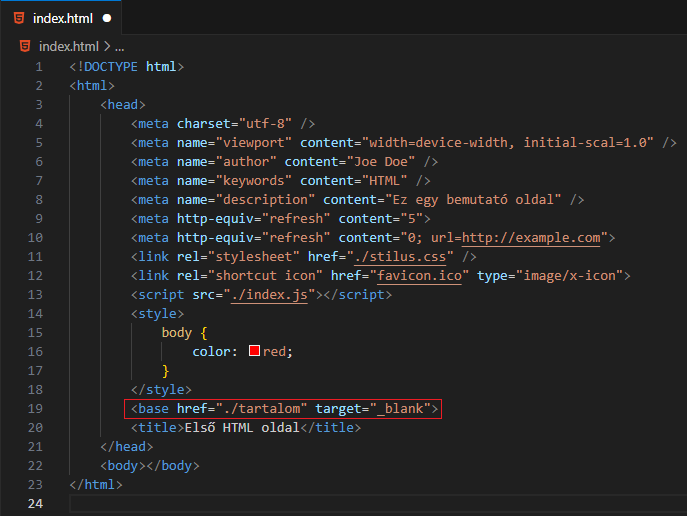 index.html
index.html > ...
1 <!DOCTYPE html>
2 <html>
3 <head>
4 <meta charset="utf-8" />
5 <meta name="viewport" content="width=device-width, initial-scal=1.0" />
6 <meta name="author" content="Joe Doe" />
7 <meta name="keywords" content="HTML" />
8 <meta name="description" content="Ez egy bemutató oldal" />
9 <meta http-equiv="refresh" content="5">
10 <meta http-equiv="refresh" content="0; url=http://example.com">
11 <link rel="stylesheet" href="./stilus.css" />
12 <link rel="shortcut icon" href="favicon.ico" type="image/x-icon">
13 <script src="./index.js"></script>
14 <style>
15 body {
16 color: red;
17 }
18 </style>
19 <base href="./tartalom" target="_blank">
20 <title>Első HTML oldal</title>
21 </head>
22 <body></body>
23 </html>
24